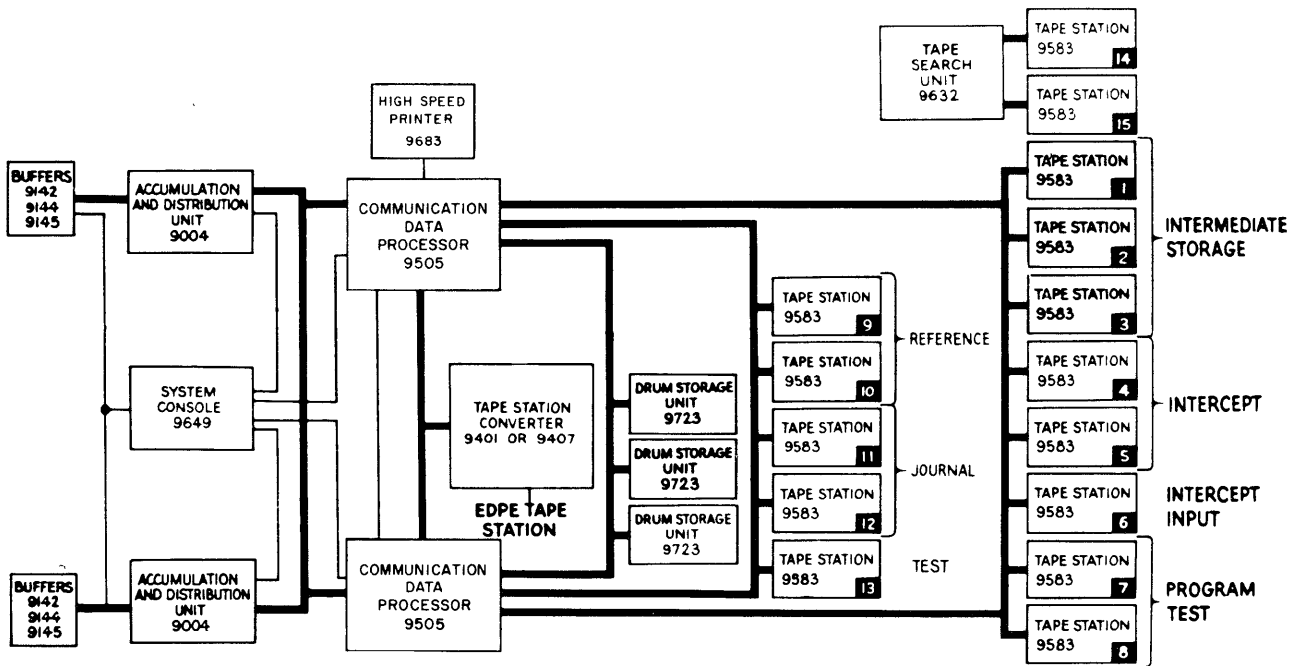 HIGH SPEED
PRINTER
9683
TAPE
SEARCH
UNIT
9632
TAPE STATION
9583
14
TAPE STATION
9583
15
BUFFERS
9142
9144
9145
ACCUMULATION
AND DISTRIBUTION
UNIT
9004
COMMUNICATION
DATA
PROCESSOR
9505
TAPE STATION
9583
1
TAPE STATION
9583
2
TAPE STATION
9583
3
INTERMEDIATE
STORAGE
SYSTEM
CONSOLE
9649
TAPE STATION
CONVERTER
9401 OR 9407
EDPE TAPE
STATION
DRUM STORAGE
UNIT
9723
DRUM STORAGE
UNIT
9723
DRUM STORAGE
UNIT
9723
TAPE STATION
9583
9
TAPE STATION
9583
10
REFERENCE
TAPE STATION
9583
11
TAPE STATION
9583
12
JOURNAL
TAPE STATION
9583
13
TEST
TAPE STATION
9583
4
TAPE STATION
9583
5
INTERCEPT
TAPE STATION
9583
6
INTERCEPT
INPUT
TAPE STATION
9583
7
TAPE STATION
9583
8
PROGRAM
TEST
BUFFERS
9142
9144
9145
ACCUMULATION
AND DISTRIBUTION
UNIT
9004
COMMUNICATION
DATA
PROCESSOR
9505